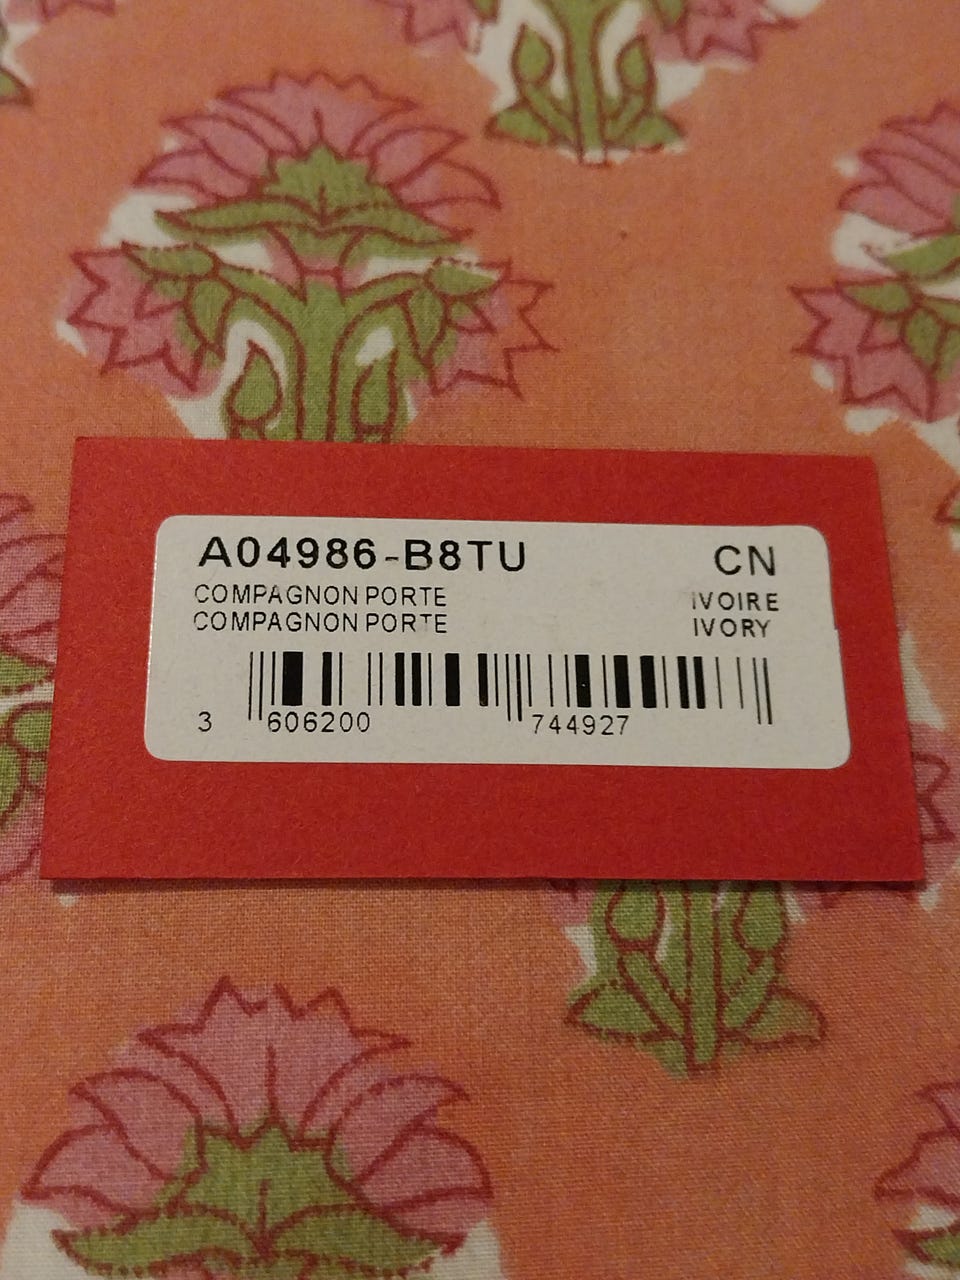 A04986-B8TU CN
COMPAGNON PORTE IVOIRE
COMPAGNON PORTE IVORY
3 606200 744927